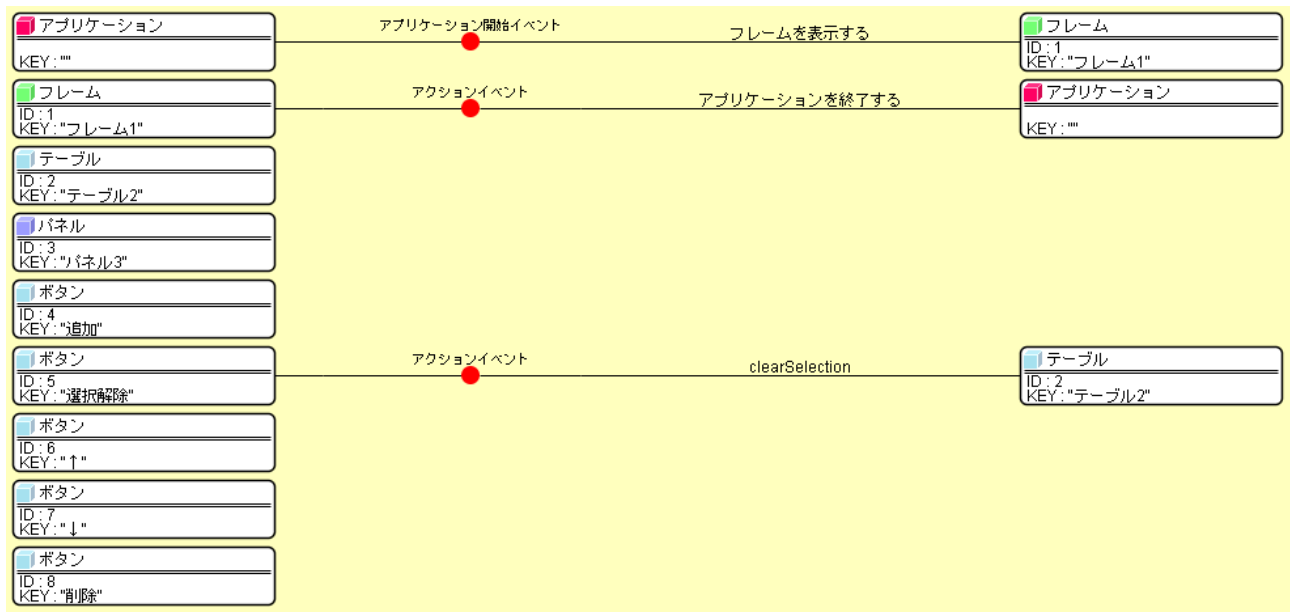 アプリケーション
KEY:""
アプリケーション開始イベント
フレームを表示する
フレーム
ID:1
KEY:"フレーム1"
フレーム
ID:1
KEY:"フレーム1"
アクションイベント
アプリケーションを終了する
アプリケーション
KEY:""
テーブル
ID:2
KEY:"テーブル2"
パネル
ID:3
KEY:"パネル3"
ボタン
ID:4
KEY:"追加"
ボタン
ID:5
KEY:"選択解除"
アクションイベント
clearSelection
テーブル
ID:2
KEY:"テーブル2"
ボタン
ID:6
KEY:"↑"
ボタン
ID:7
KEY:"↓"
ボタン
ID:8
KEY:"削除"